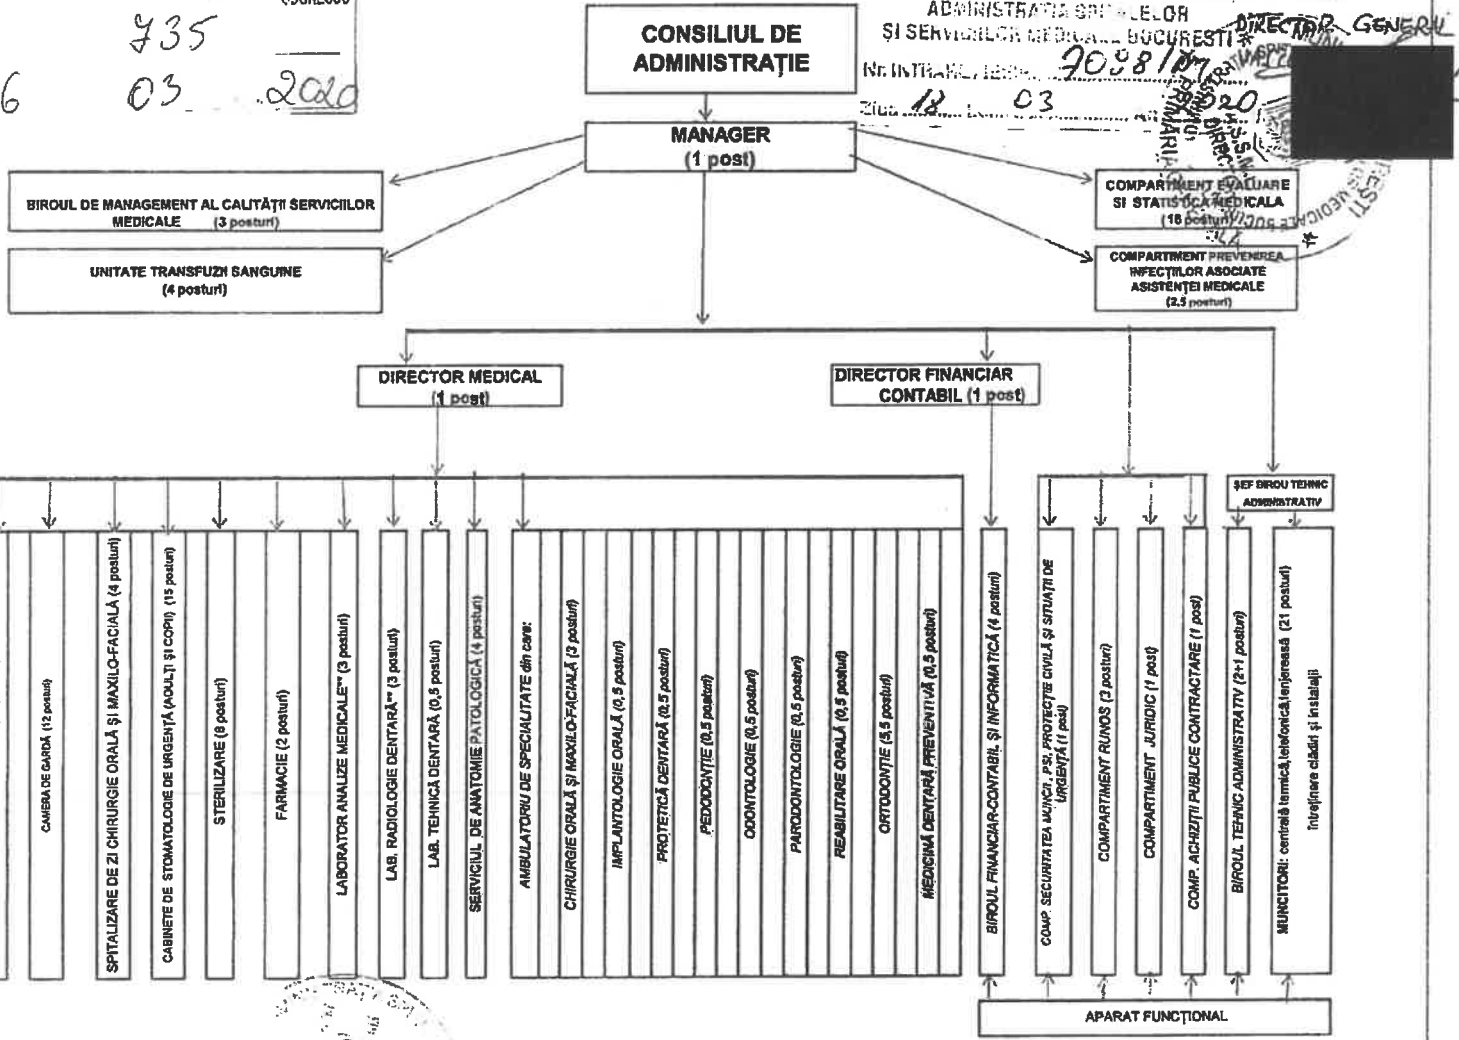 735
6 03 2020
CONSILIUL DE
ADMINISTRAȚIE
ADMINISTRAȚIA SPITALELOR
ȘI SERVICIILOR MEDICALE BUCUREȘTI
DIRECTOR GENERAL
18 03 2020
MANAGER
(1 post)
BIROUL DE MANAGEMENT AL CALITĂȚII SERVICIILOR
MEDICALE (3 posturi)
UNITATE TRANSFUZII SANGUINE
(4 posturi)
COMPARTIMENT EVALUARE
SI STATISTICA MEDICALA
COMPARTIMENT PREVENIREA
INFECȚIILOR ASOCIATE
ASISTENȚEI MEDICALE
(2,5 posturi)
DIRECTOR MEDICAL
(1 post)
DIRECTOR FINANCIAR
CONTABIL (1 post)
ȘEF BIROU TEHNIC
ADMINISTRATIV
CAMERA DE GARDĂ (12 posturi)
SPITALIZARE DE ZI CHIRURGIE ORALĂ ȘI MAXILO-FACIALĂ (4 posturi)
CABINETE DE STOMATOLOGIE DE URGENȚĂ (ADULȚI ȘI COPII) (15 posturi)
STERILIZARE (6 posturi)
FARMACIE (2 posturi)
LABORATOR ANALIZE MEDICALE** (3 posturi)
LAB. RADIOLOGIE DENTARĂ** (3 posturi)
LAB. TEHNICĂ DENTARĂ (0,5 posturi)
SERVICIUL DE ANATOMIE PATOLOGICĂ (4 posturi)
AMBULATORIU DE SPECIALITATE din care:
CHIRURGIE ORALĂ ȘI MAXILO-FACIALĂ (3 posturi)
IMPLANTOLOGIE ORALĂ (0,5 posturi)
PROTETICĂ DENTARĂ (0,5 posturi)
PEDODONȚIE (0,5 posturi)
ODONTOLOGIE (0,5 posturi)
PARODONTOLOGIE (0,5 posturi)
REABILITARE ORALĂ (0,5 posturi)
ORTODONȚIE (5,5 posturi)
MEDICINĂ DENTARĂ PREVENTIVĂ (0,5 posturi)
BIROUL FINANCIAR-CONTABIL ȘI INFORMATICĂ (4 posturi)
COMP. SECURITATEA MUNCII, PSI, PROTECȚIE CIVILĂ ȘI SITUAȚII DE
URGENȚĂ (1 post)
COMPARTIMENT RUNOS (3 posturi)
COMPARTIMENT JURIDIC (1 post)
COMP. ACHIZIȚII PUBLICE CONTRACTARE (1 post)
BIROUL TEHNIC ADMINISTRATIV (2+1 posturi)
MUNCITORI: centrală termică,telefonică,lenjereasă (21 posturi)
întreținere clădiri și instalații
APARAT FUNCȚIONAL